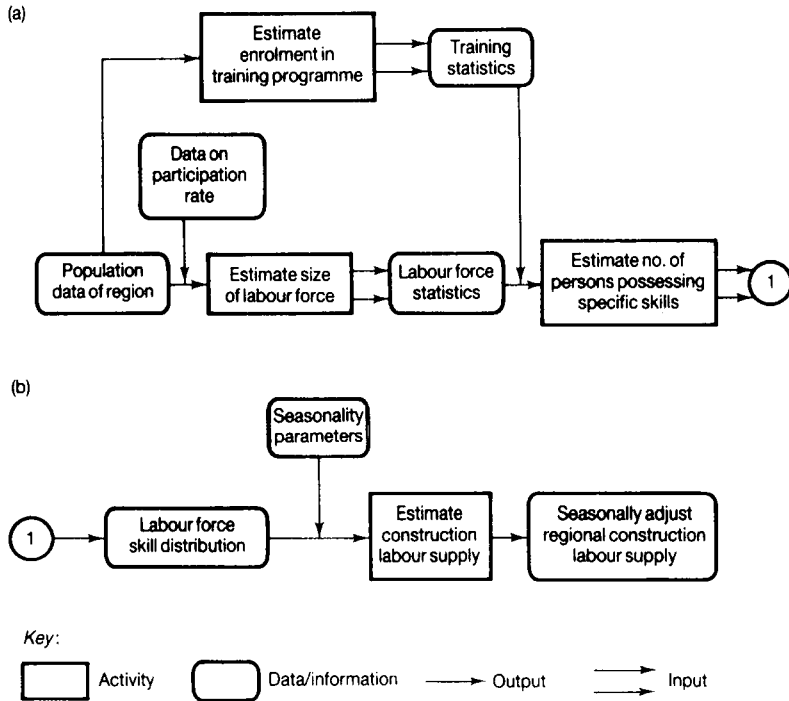 (a)
Estimate
enrolment in
training programme
Training
statistics
Data on
participation
rate
Population
data of region
Estimate size
of labour force
Labour force
statistics
Estimate no. of
persons possessing
specific skills
1
(b)
Seasonality
parameters
1
Labour force
skill distribution
Estimate
construction
labour supply
Seasonally adjust
regional construction
labour supply
Key:
Activity
Data/information
Output
Input